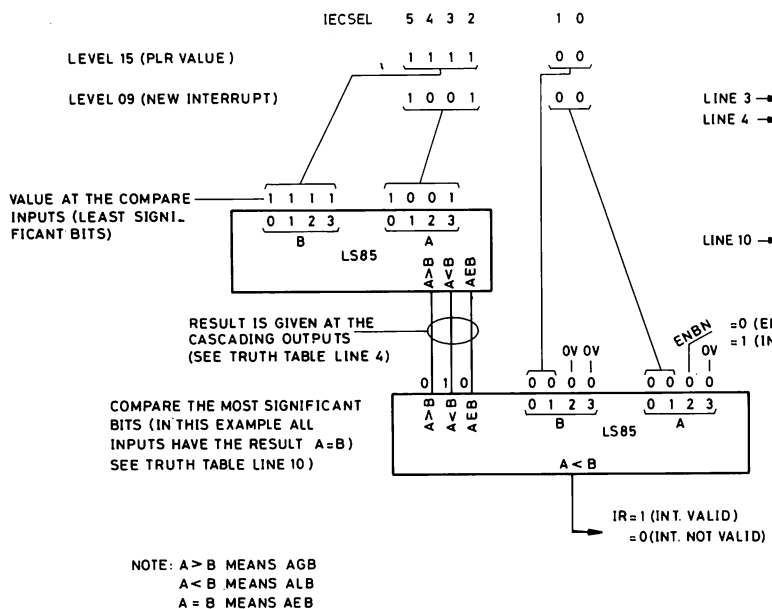 IECSEL 5 4 3 2 1 0
LEVEL 15 (PLR VALUE) 1 1 1 1 0 0
LEVEL 09 (NEW INTERRUPT) 1 0 0 1 0 0
LINE 3
LINE 4
VALUE AT THE COMPARE 1 1 1 1 1 0 0 1
INPUTS (LEAST SIGNI_
FICANT BITS)
0 1 2 3 0 1 2 3
B A
LS85
A>B A<B AEB
LINE 10
RESULT IS GIVEN AT THE
CASCADING OUTPUTS
(SEE TRUTH TABLE LINE 4)
ENBN =0 (E
=1 (IN
0V 0V 0V
0 1 0 0 0 0 0 0 0 0 0
COMPARE THE MOST SIGNIFICANT
BITS (IN THIS EXAMPLE ALL
INPUTS HAVE THE RESULT A=B)
SEE TRUTH TABLE LINE 10)
A>B A<B AEB
0 1 2 3 0 1 2 3
B A
LS85
A < B
IR=1 (INT. VALID)
=0(INT. NOT VALID)
NOTE: A > B MEANS AGB
A < B MEANS ALB
A = B MEANS AEB